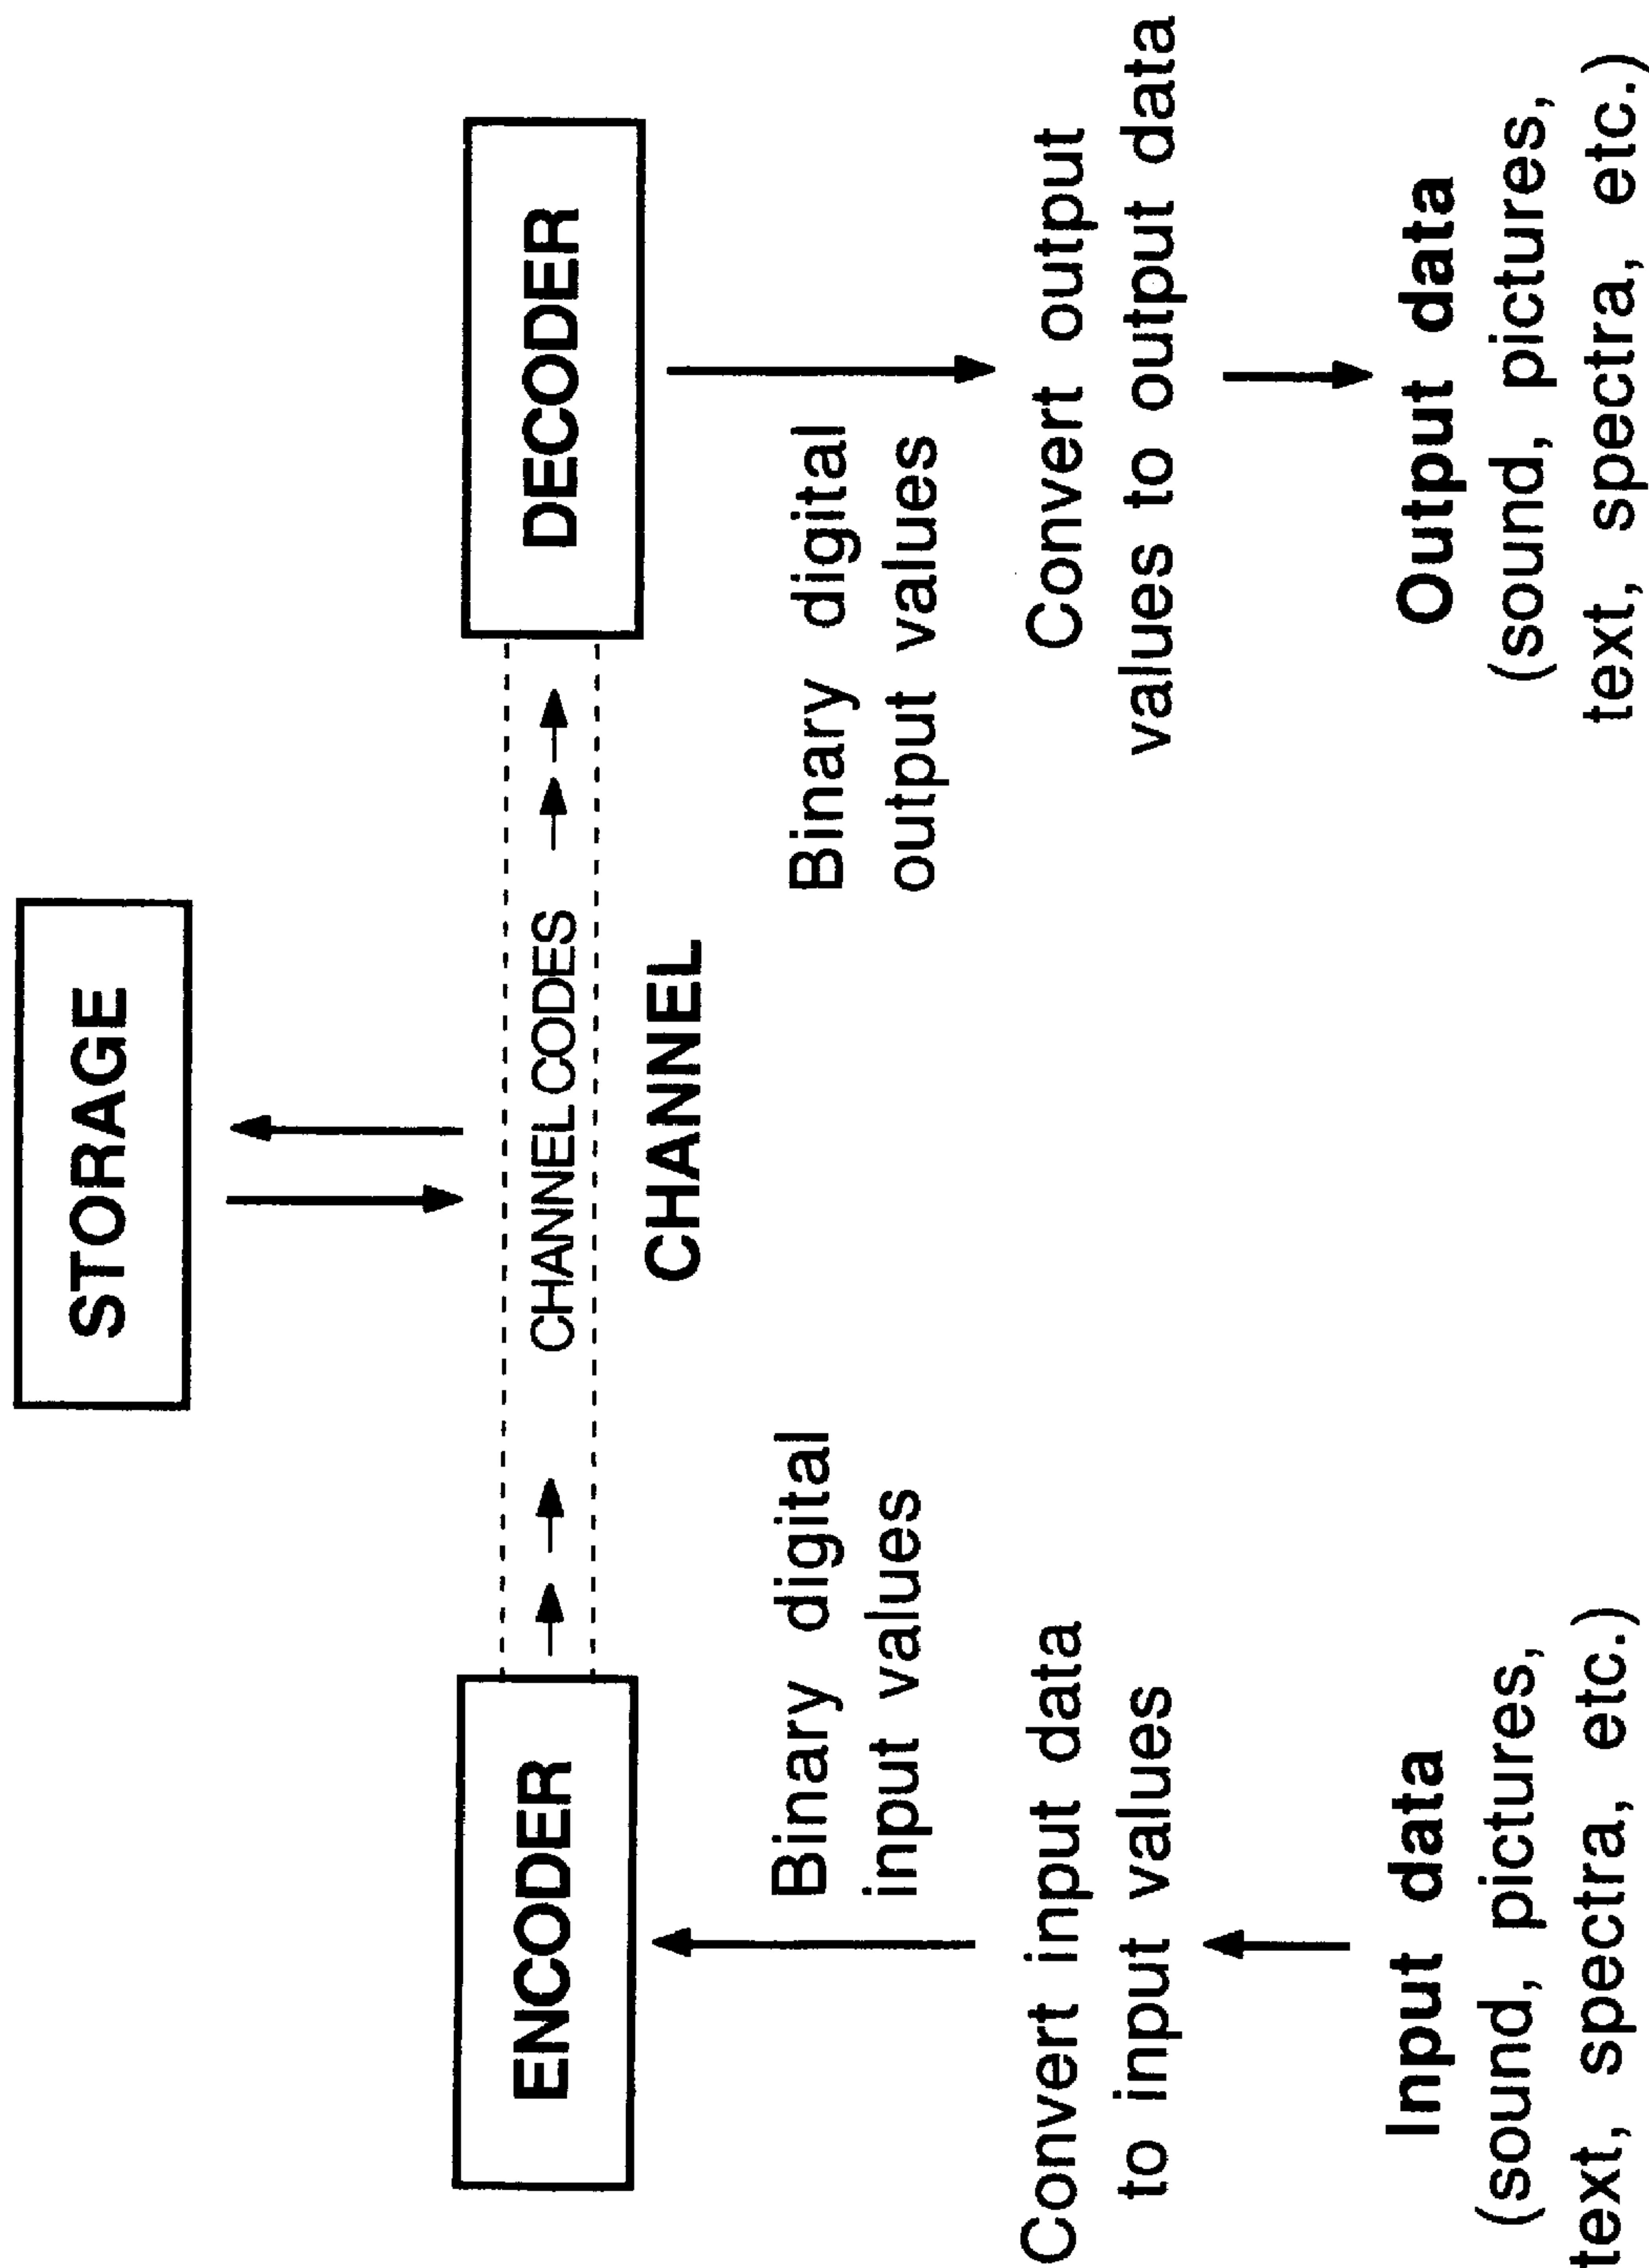 STORAGE
ENCODER
CHANNEL CODES
DECODER
CHANNEL
Binary digital
input values
Binary digital
output values
Convert input data
to input values
Convert output
values to output data
Input data
(sound, pictures,
text, spectra, etc.)
Output data
(sound, pictures,
text, spectra, etc.)